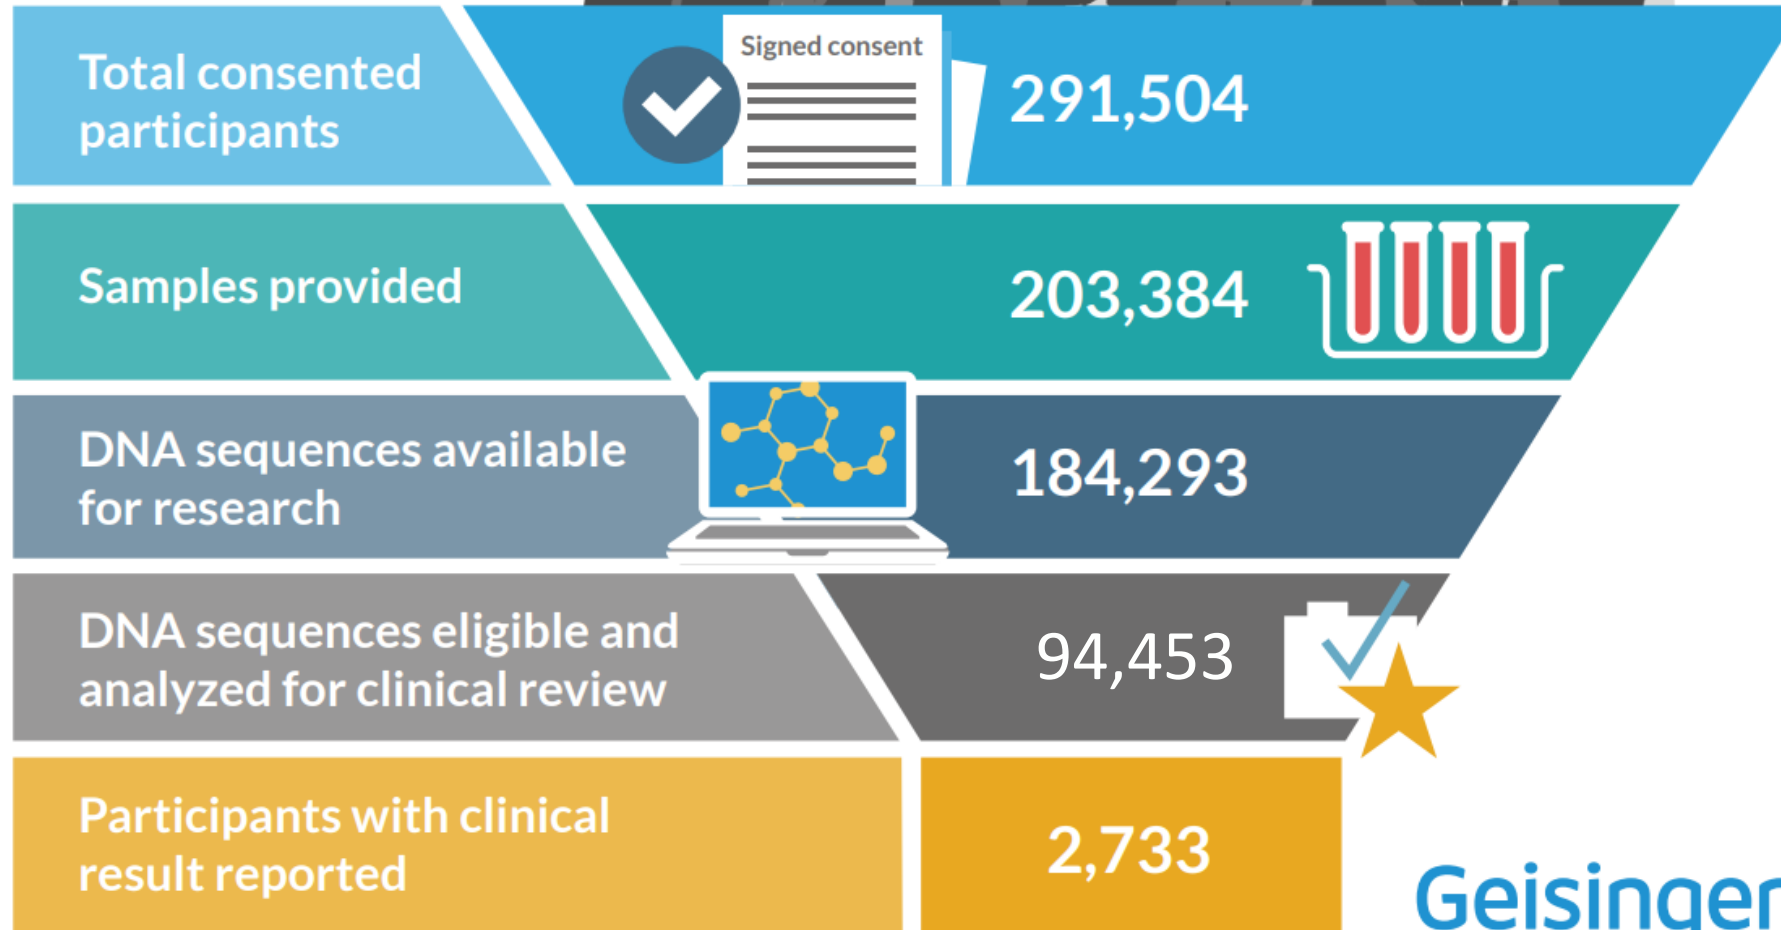 Total consented
participants
Signed consent
291,504
Samples provided
203,384
DNA sequences available
for research
184,293
DNA sequences eligible and
analyzed for clinical review
94,453
Participants with clinical
result reported
2,733
Geisinger